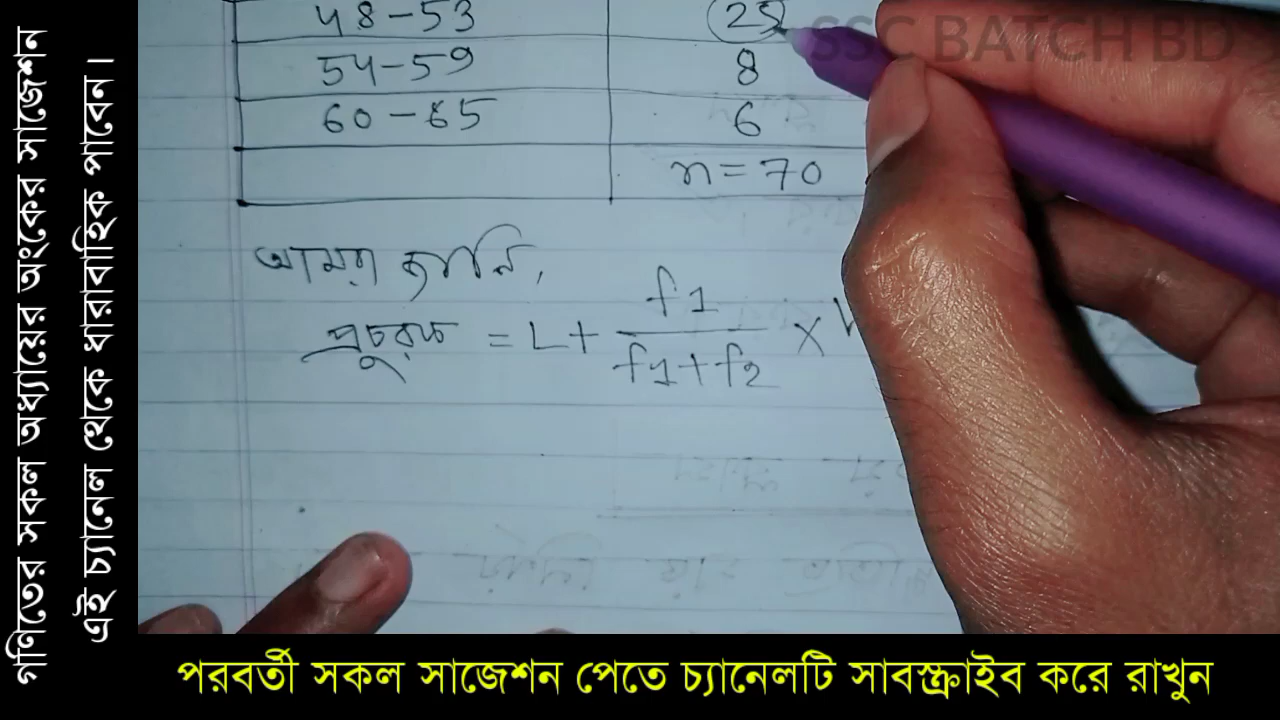 গণিতের সকল অধ্যায়ের অংকের সাজেশন
এই চ্যানেল থেকে ধারাবাহিক পাবেন।
SSC BATCH BD
48-53 25
54-59 8
60-65 6
n=70
আমরা জানি,
প্রচুরক = L + f1/f1+f2 ×
পরবর্তী সকল সাজেশন পেতে চ্যানেলটি সাবস্ক্রাইব করে রাখুন